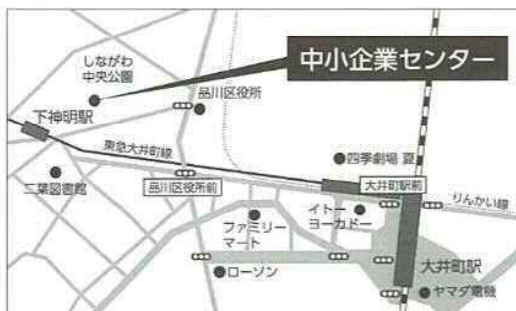 しながわ
中央公園
中小企業センター
品川区役所
下神明駅
東急大井町線
四季劇場 夏
二葉図書館
品川区役所前
大井町駅前
りんかい線
ファミリー
マート
イトー
ヨーカドー
大井町駅
ローソン
ヤマダ電機